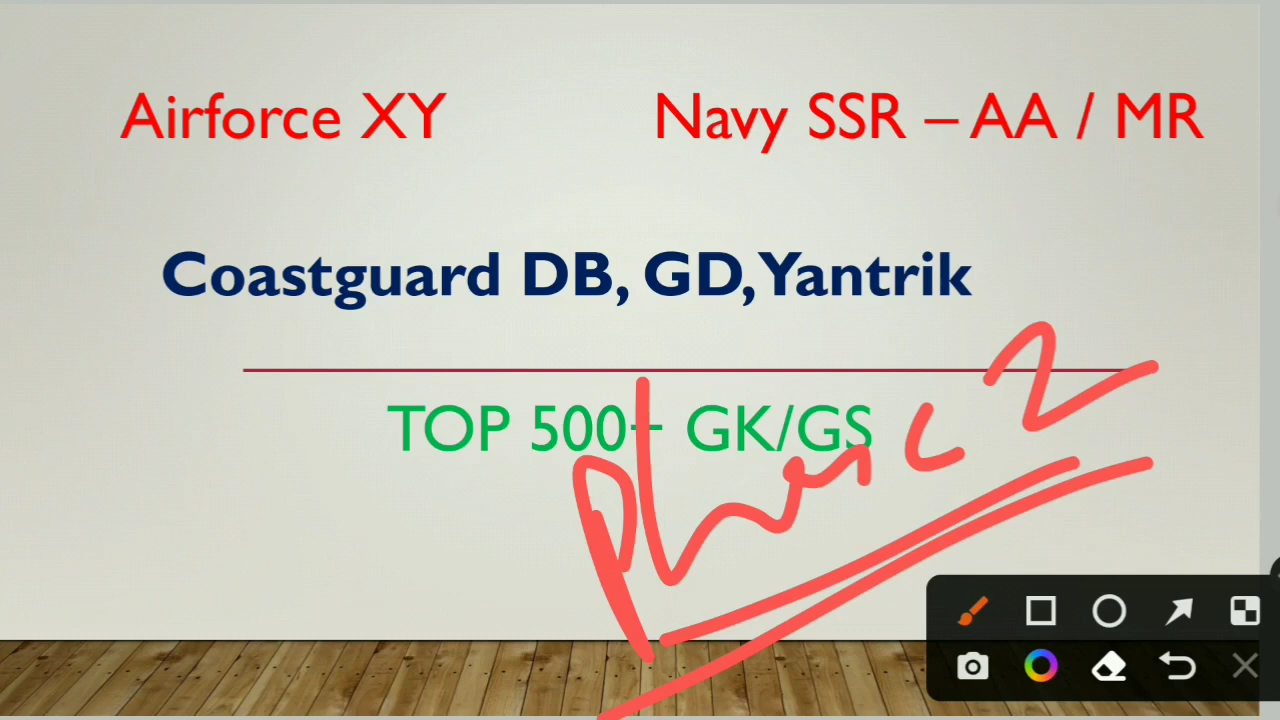 Airforce XY Navy SSR – AA / MR
Coastguard DB, GD, Yantrik
TOP 500+ GK/GS
Phase 2